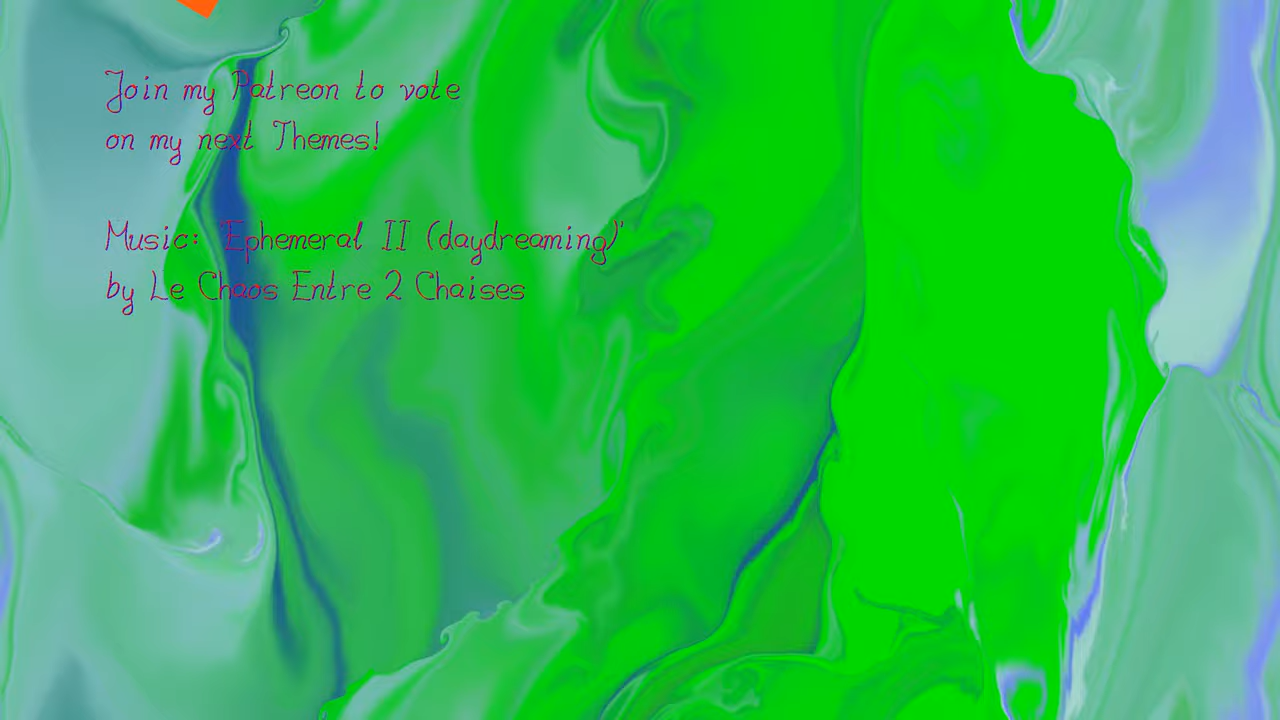 Join my Patreon to vote
on my next Themes!
Music: 'Ephemeral II (daydreaming)'
by Le Chaos Entre 2 Chaises